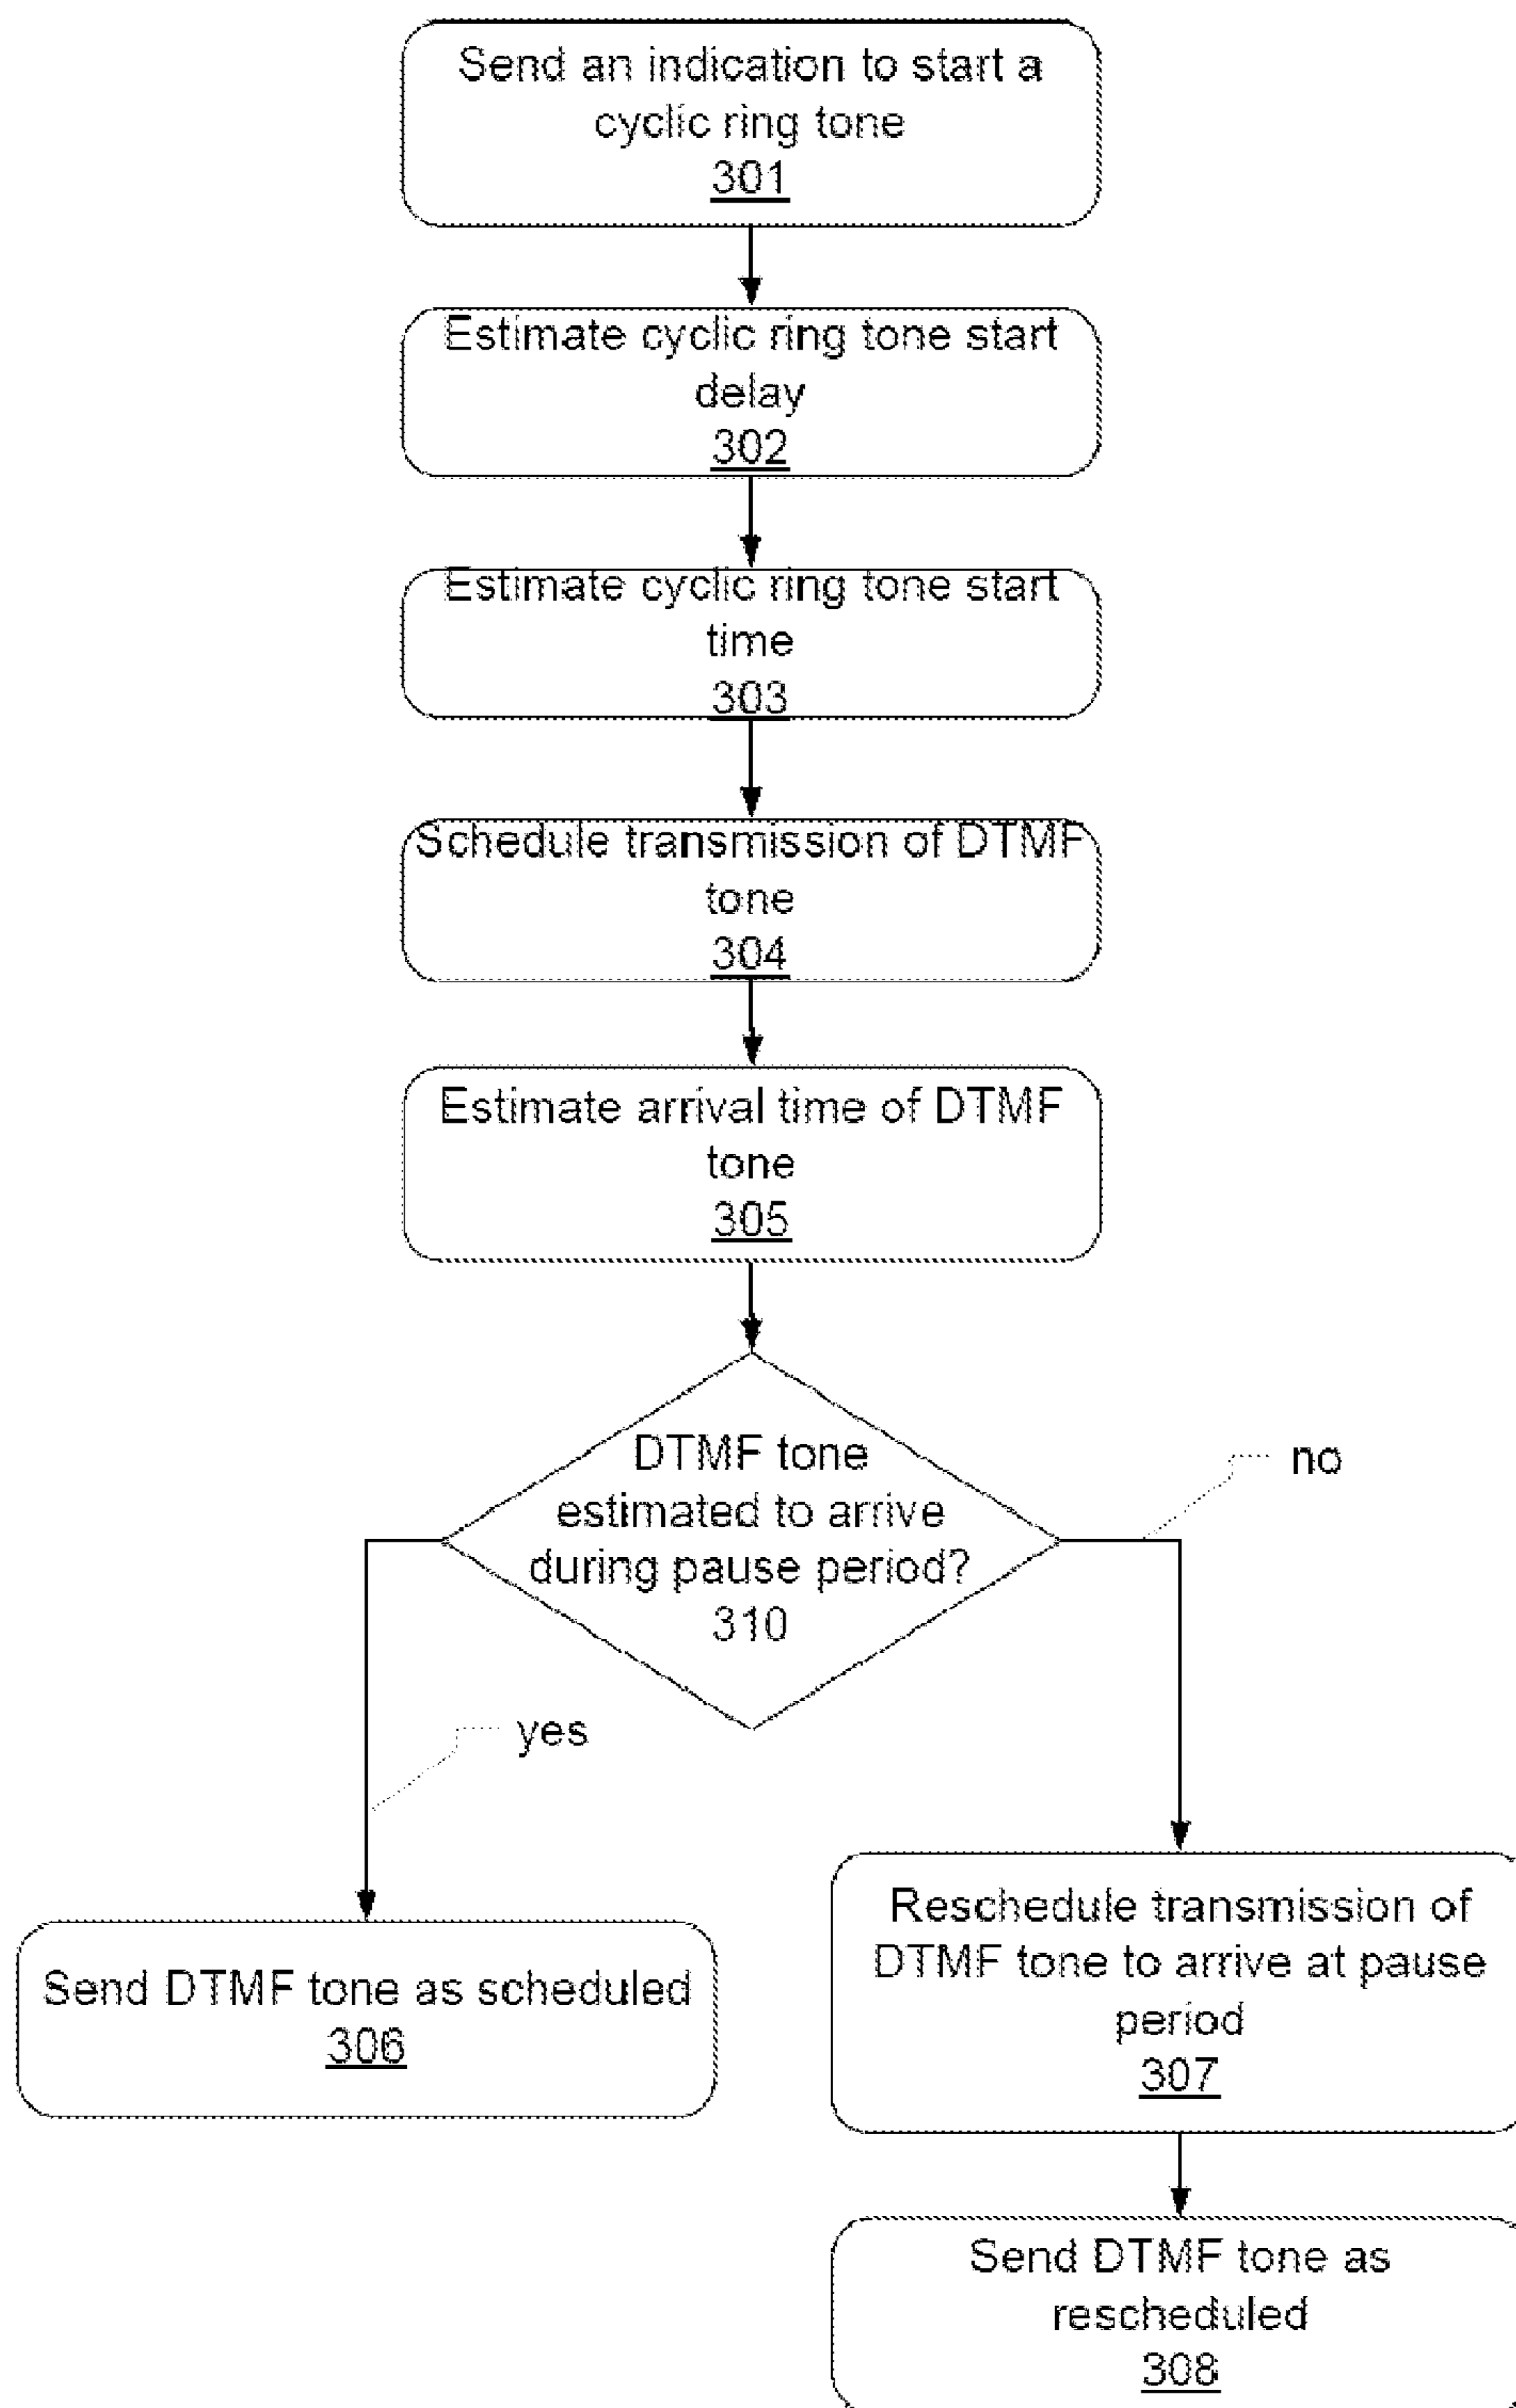 Send an indication to start a
cyclic ring tone
301
Estimate cyclic ring tone start
delay
302
Estimate cyclic ring tone start
time
303
Schedule transmission of DTMF
tone
304
Estimate arrival time of DTMF
tone
305
DTMF tone
estimated to arrive
during pause period?
310
no
yes
Send DTMF tone as scheduled
306
Reschedule transmission of
DTMF tone to arrive at pause
period
307
Send DTMF tone as
rescheduled
308